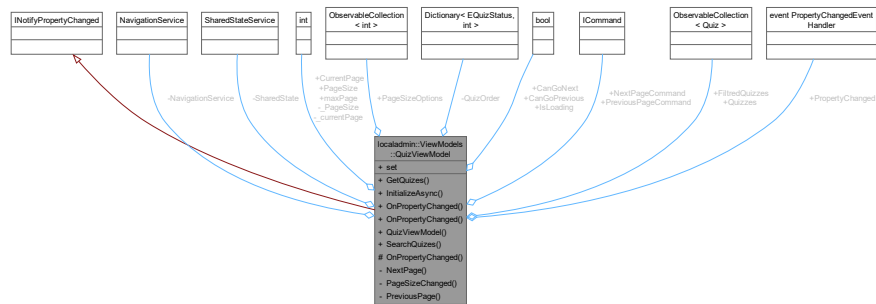 INotifyPropertyChanged
NavigationService
SharedStateService
int
ObservableCollection
< int >
Dictionary< EQuizStatus,
int >
bool
ICommand
ObservableCollection
< Quiz >
event PropertyChangedEvent
Handler
-NavigationService
-SharedState
+CurrentPage
+PageSize
+maxPage
-_PageSize
-_currentPage
+PageSizeOptions
-QuizOrder
+CanGoNext
+CanGoPrevious
+IsLoading
+NextPageCommand
+PreviousPageCommand
+FiltredQuizzes
+Quizzes
+PropertyChanged
localadmin::ViewModels
::QuizViewModel
+ set
+ GetQuizes()
+ InitializeAsync()
+ OnPropertyChanged()
+ OnPropertyChanged()
+ QuizViewModel()
+ SearchQuizes()
# OnPropertyChanged()
- NextPage()
- PageSizeChanged()
- PreviousPage()